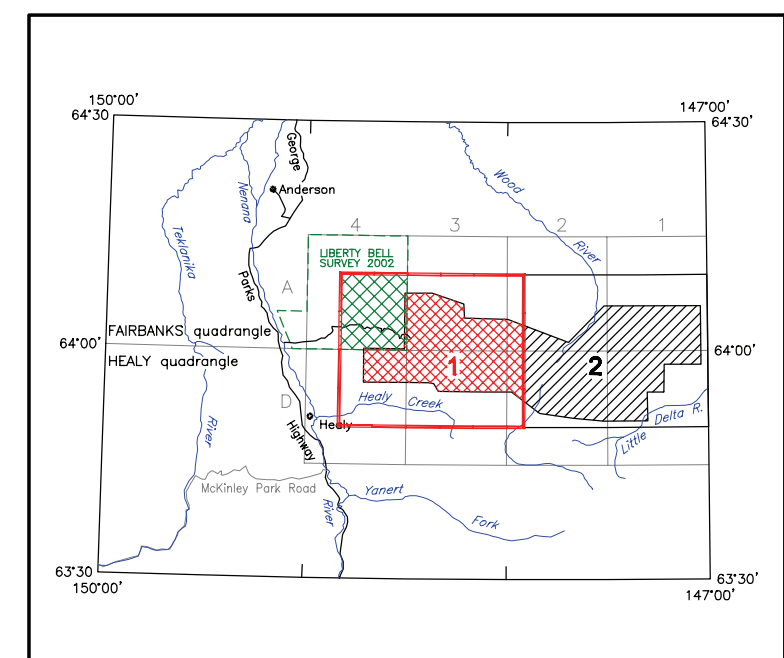 150°00'
147°00'
64°30
64°30'
George
Wood
Anderson
Nenana
4
3
2
1
Teklanika
River
LIBERTY BELL
SURVEY 2002
Parks
A
FAIRBANKS quadrangle
64°00'
64°00'
HEALY quadrangle
1
2
D
Healy Creek
Healy
River
Highway
Little Delta R.
McKinley Park Road
Yanert
Fork
River
63°30
63°30'
150°00'
147°00'